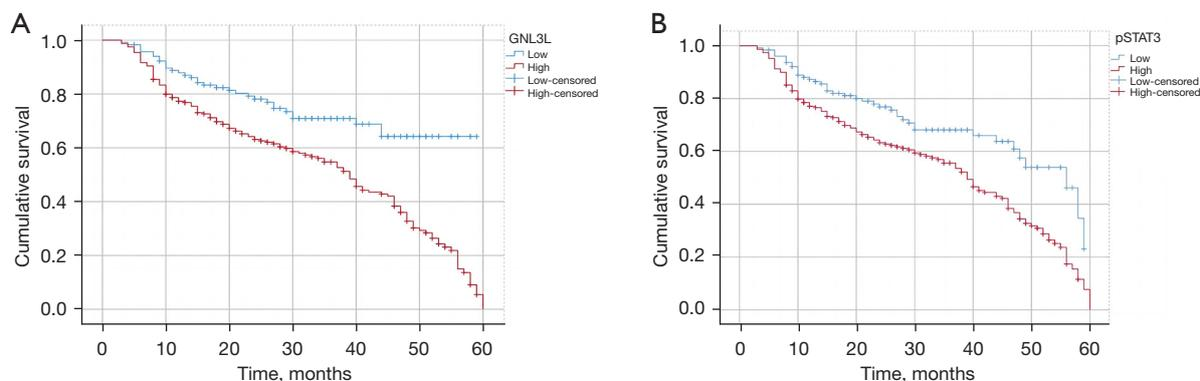 A
GNL3L
Low
High
Low-censored
High-censored
1.0
0.8
0.6
0.4
0.2
0.0
Cumulative survival
0 10 20 30 40 50 60
Time, months
B
pSTAT3
Low
High
Low-censored
High-censored
1.0
0.8
0.6
0.4
0.2
0.0
Cumulative survival
0 10 20 30 40 50 60
Time, months